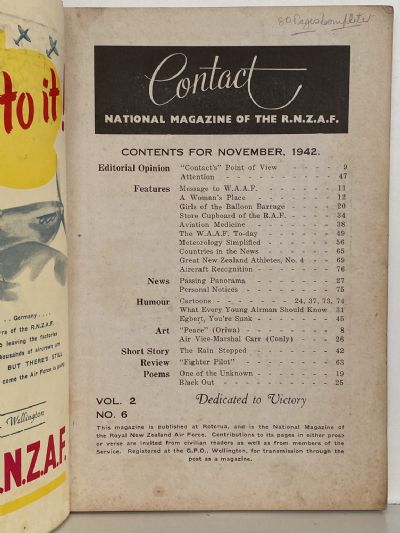 80 Pages complete
Contact
NATIONAL MAGAZINE OF THE R.N.Z.A.F.
CONTENTS FOR NOVEMBER, 1942.
Editorial Opinion "Contact's" Point of View - - - - 9
Attention - - - - - - - - 47
Features Message to W.A.A.F. - - - - - 11
A Woman's Place - - - - - - 12
Girls of the Balloon Barrage - - - - 20
Store Cupboard of the R.A.F. - - - - 34
Aviation Medicine - - - - - - 38
The W.A.A.F. To-day - - - - - 49
Meteorology Simplified - - - - - 56
Countries in the News - - - - - 65
Great New Zealand Athletes, No. 4 - - 69
Aircraft Recognition - - - - - 76
News Passing Panorama - - - - - - 27
Personal Notices - - - - - - 75
Humour Cartoons - - - - - 24, 37, 73, 74
What Every Young Airman Should Know 31
Egbert, You're Sunk - - - - - 45
Art "Peace" (Oriwa) - - - - - - 8
Air Vice-Marshal Carr (Conly) - - - 26
Short Story The Rain Stopped - - - - - - 42
Review "Fighter Pilot" - - - - - - 63
Poems One of the Unknown - - - - - 19
Black Out - - - - - - - - 25
VOL. 2 Dedicated to Victory
NO. 6
This magazine is published at Rotorua, and is the National Magazine of
the Royal New Zealand Air Force. Contributions to its pages in either prose
or verse are invited from civilian readers as well as from members of the
Service. Registered at the G.P.O., Wellington, for transmission through the
post as a magazine.
to it!
. . Germany . . .
rs of the R.N.Z.A.F.
leaving the factories
thousands of aircrews are
BUT THERE'S STILL
come the Air Force is
Wellington
R.N.Z.A.F.